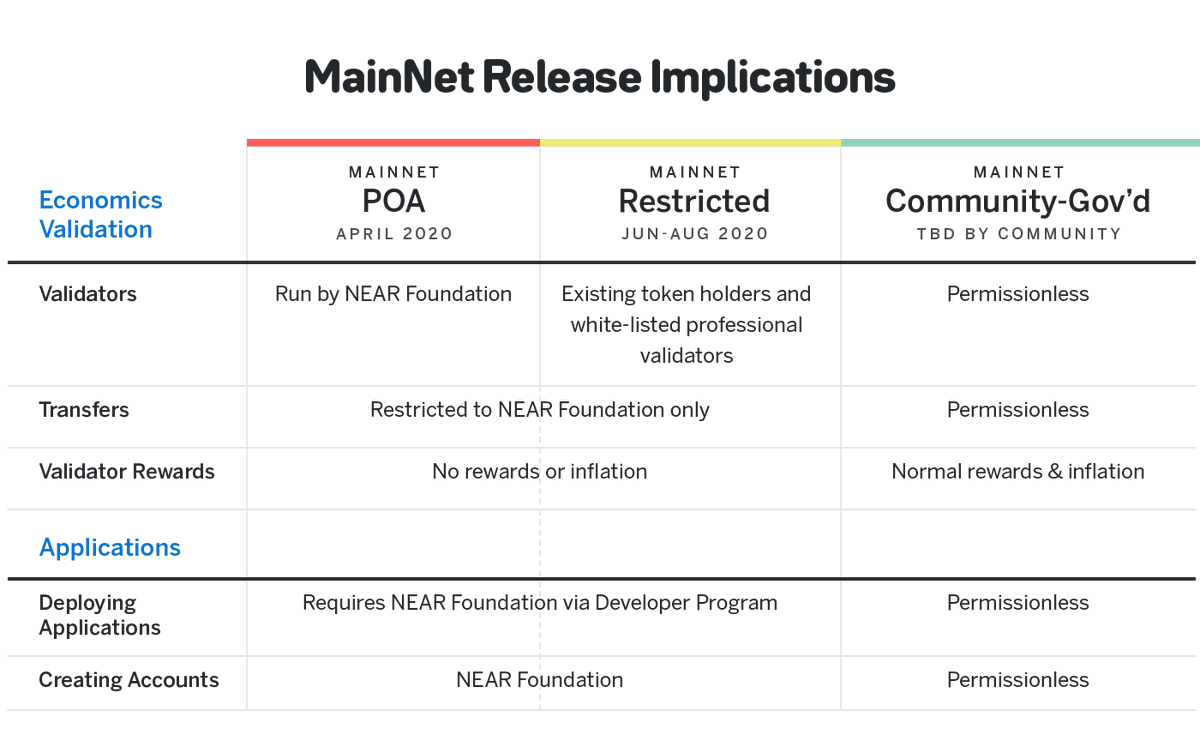 MainNet Release Implications
Economics
Validation
MAINNET
POA
APRIL 2020
MAINNET
Restricted
JUN-AUG 2020
MAINNET
Community-Gov’d
TBD BY COMMUNITY
Validators
Run by NEAR Foundation
Existing token holders and
white-listed professional
validators
Permissionless
Transfers
Restricted to NEAR Foundation only
Permissionless
Validator Rewards
No rewards or inflation
Normal rewards & inflation
Applications
Deploying
Applications
Requires NEAR Foundation via Developer Program
Permissionless
Creating Accounts
NEAR Foundation
Permissionless